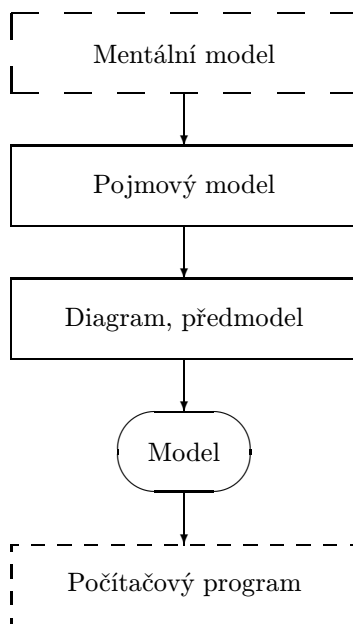 Mentální model
Pojmový model
Diagram, předmodel
Model
Počítačový program